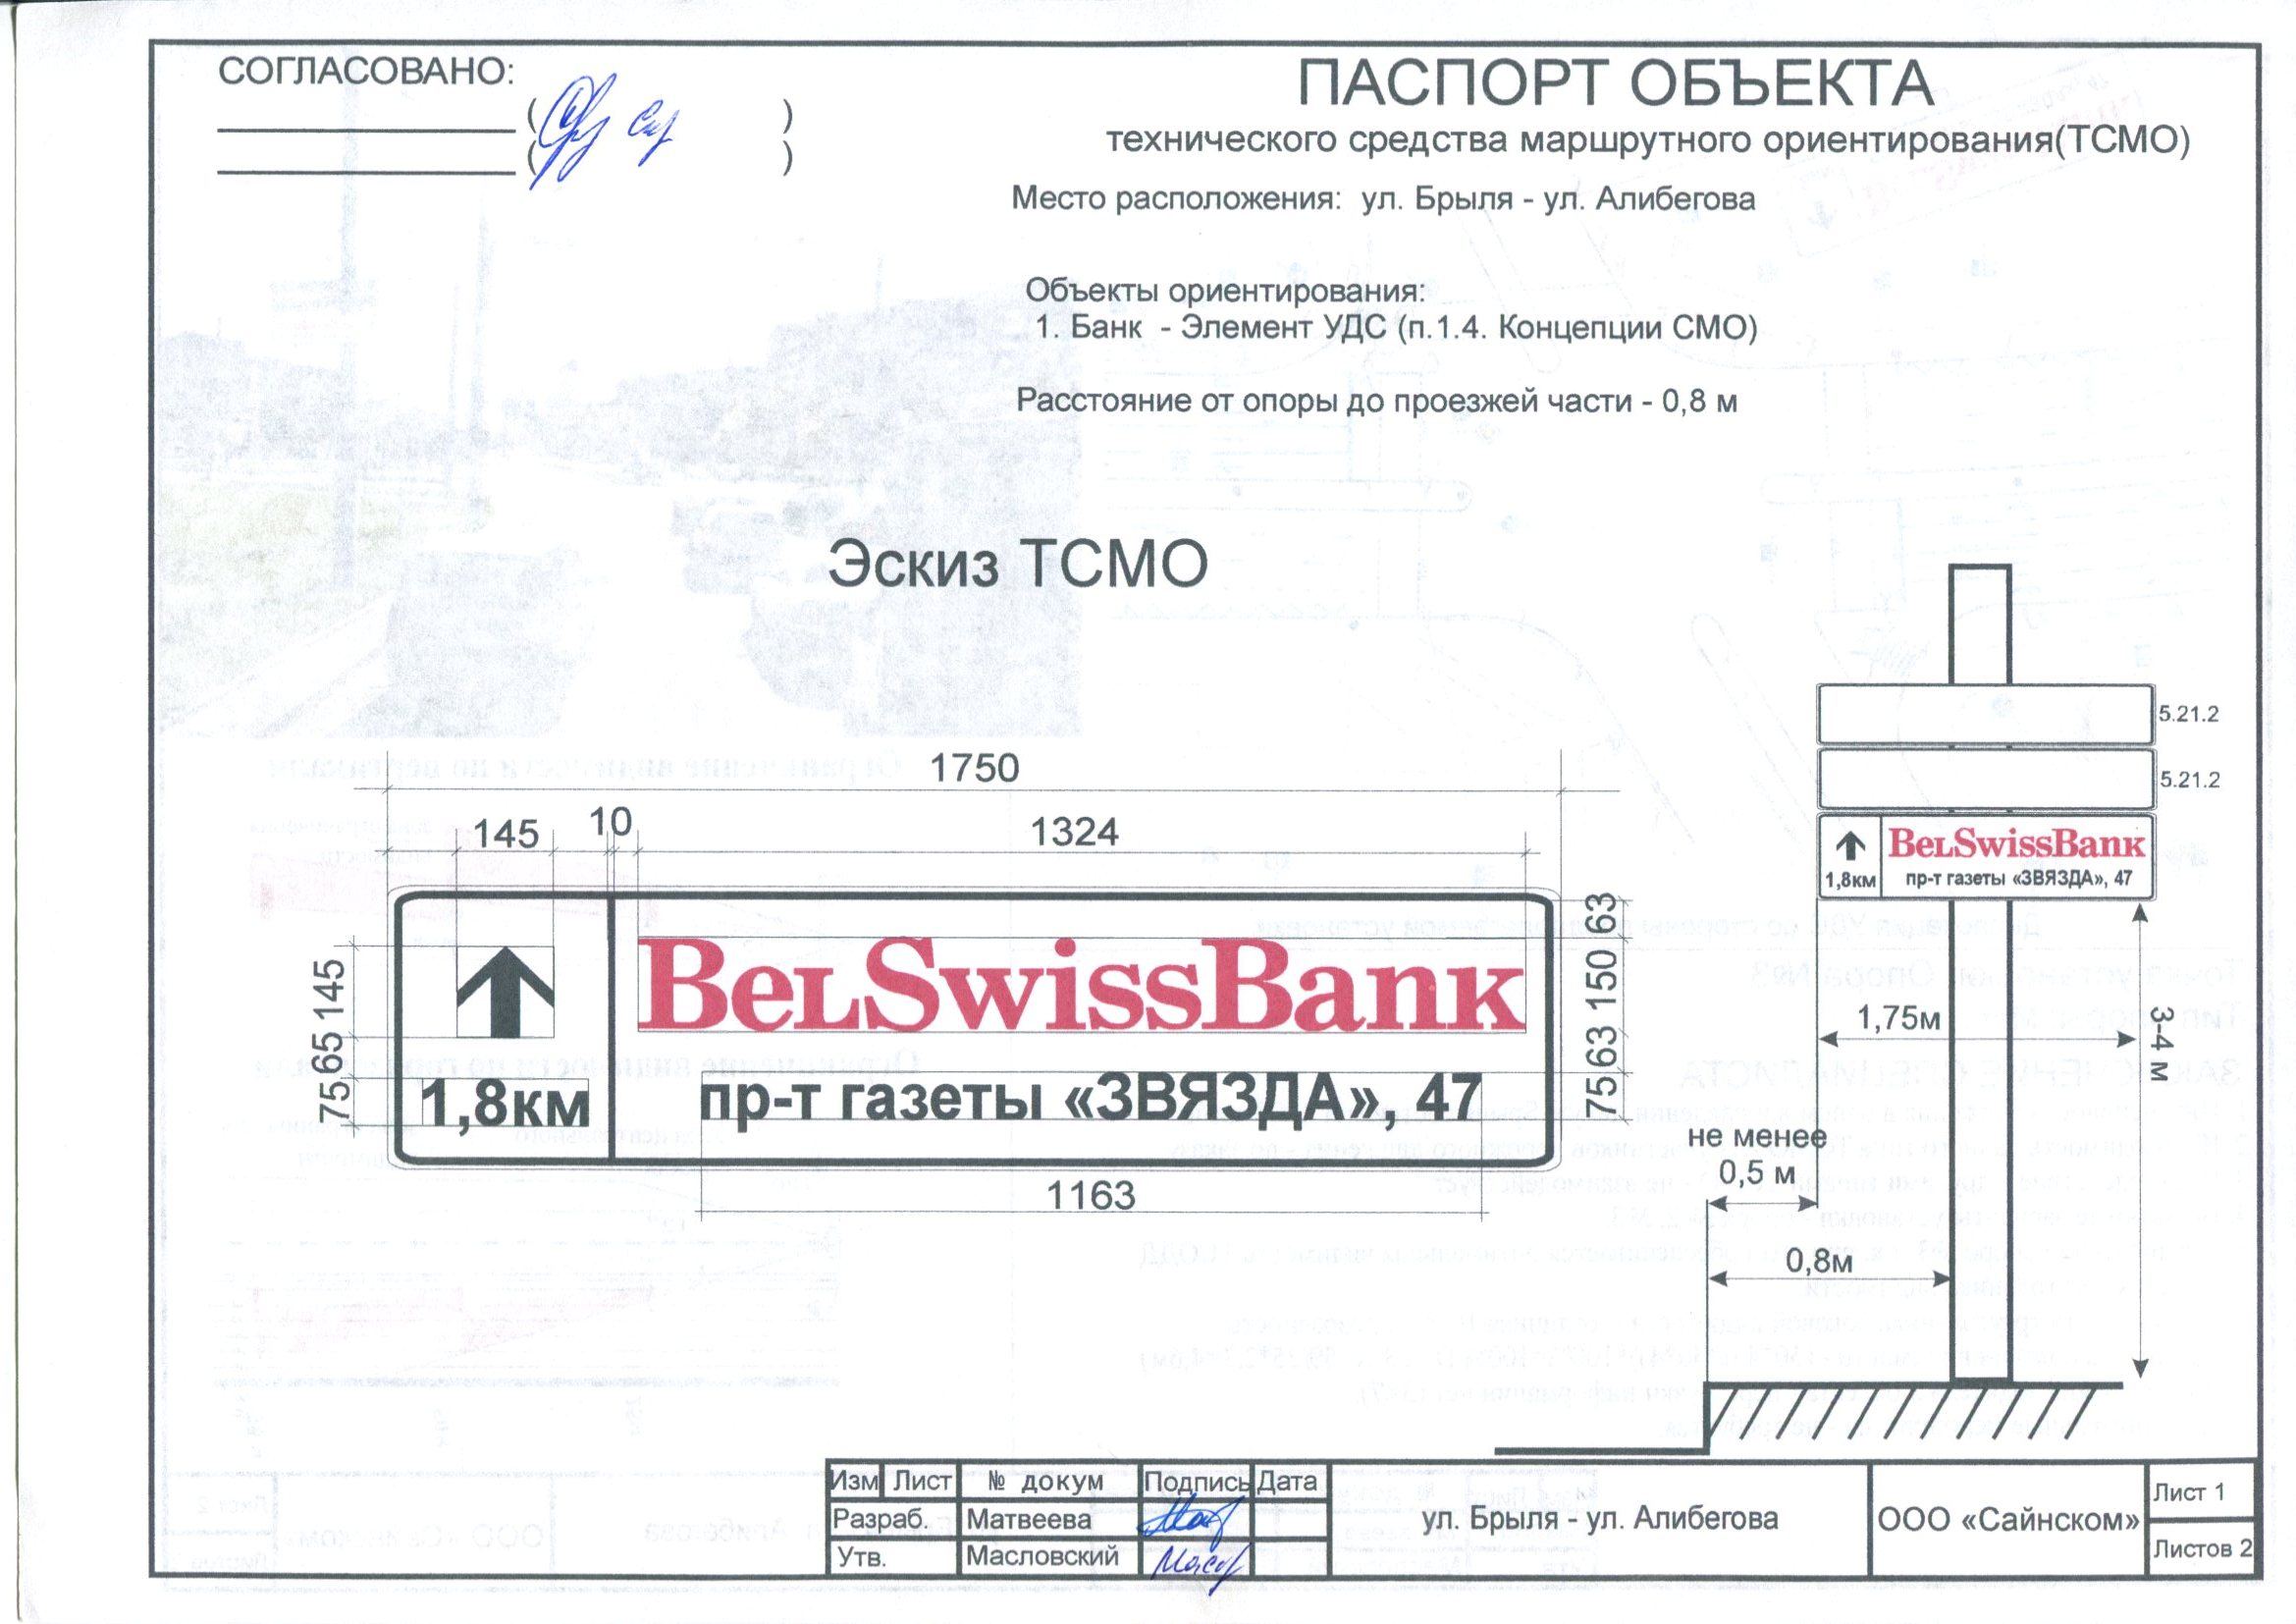 СОГЛАСОВАНО:
ПАСПОРТ ОБЪЕКТА
технического средства маршрутного ориентирования(ТСМО)
Место расположения: ул. Брыля - ул. Алибегова
Объекты ориентирования:
1. Банк - Элемент УДС (п.1.4. Концепции СМО)
Расстояние от опоры до проезжей части - 0,8 м
Эскиз ТСМО
1750
145
10
1324
145
65
75
1,8км
BelSwissBank
пр-т газеты «ЗВЯЗДА», 47
63
150
63
75
1163
5.21.2
5.21.2
BelSwissBank
1,8км
пр-т газеты «ЗВЯЗДА», 47
1,75м
3-4 м
не менее
0,5 м
0,8м
Изм Лист № докум Подпись Дата
Разраб. Матвеева
Утв. Масловский
ул. Брыля - ул. Алибегова
ООО «Сайнском»
Лист 1
Листов 2